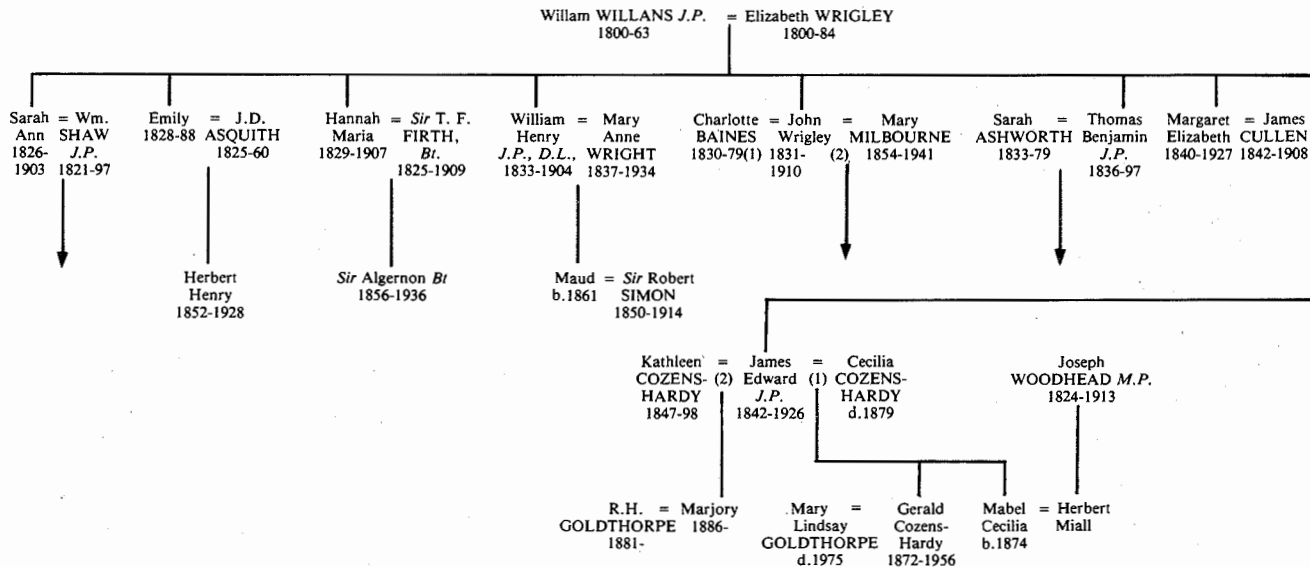 Willam WILLANS J.P. = Elizabeth WRIGLEY
1800-63 1800-84
Sarah = Wm.
Ann SHAW
1826- J.P.
1903 1821-97
Emily = J.D.
1828-88 ASQUITH
1825-60
Hannah = Sir T. F.
Maria FIRTH,
1829-1907 Bt.
1825-1909
William = Mary
Henry Anne
J.P., D.L., WRIGHT
1833-1904 1837-1934
Charlotte = John = Mary
BAINES Wrigley MILBOURNE
1830-79(1) 1831- (2) 1854-1941
1910
Sarah = Thomas
ASHWORTH Benjamin
1833-79 J.P.
1836-97
Margaret = James
Elizabeth CULLEN
1840-1927 1842-1908
Herbert
Henry
1852-1928
Sir Algernon Bt
1856-1936
Maud = Sir Robert
b.1861 SIMON
1850-1914
Kathleen = James = Cecilia
COZENS- (2) Edward (1) COZENS-
HARDY J.P. HARDY
1847-98 1842-1926 d.1879
Joseph
WOODHEAD M.P.
1824-1913
R.H. = Marjory
GOLDTHORPE 1886-
1881-
Mary = Gerald
Lindsay Cozens-
GOLDTHORPE Hardy
d.1975 1872-1956
Mabel = Herbert
Cecilia Miall
b.1874